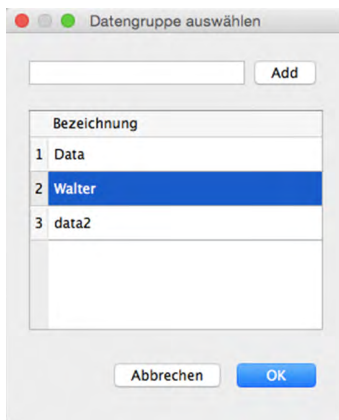 Datengruppe auswählen
Add
Bezeichnung
1 Data
2 Walter
3 data2
Abbrechen OK